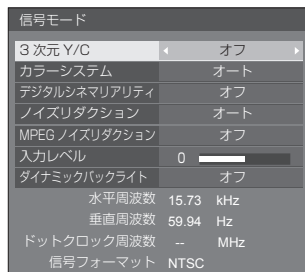 信号モード
3 次元 Y/C オフ
カラーシステム オート
デジタルシネマリアリティ オフ
ノイズリダクション オート
MPEG ノイズリダクション オフ
入力レベル 0
ダイナミックバックライト オフ
水平周波数 15.73 kHz
垂直周波数 59.94 Hz
ドットクロック周波数 -- MHz
信号フォーマット NTSC